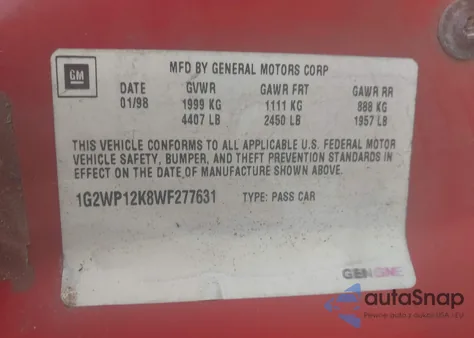 GM
MFD BY GENERAL MOTORS CORP
DATE GVWR GAWR FRT GAWR RR
01/98 1999 KG 1111 KG 888 KG
4407 LB 2450 LB 1957 LB
THIS VEHICLE CONFORMS TO ALL APPLICABLE U.S. FEDERAL MOTOR
VEHICLE SAFETY, BUMPER, AND THEFT PREVENTION STANDARDS IN
EFFECT ON THE DATE OF MANUFACTURE SHOWN ABOVE.
1G2WP12K8WF277631 TYPE: PASS CAR
autoSnap